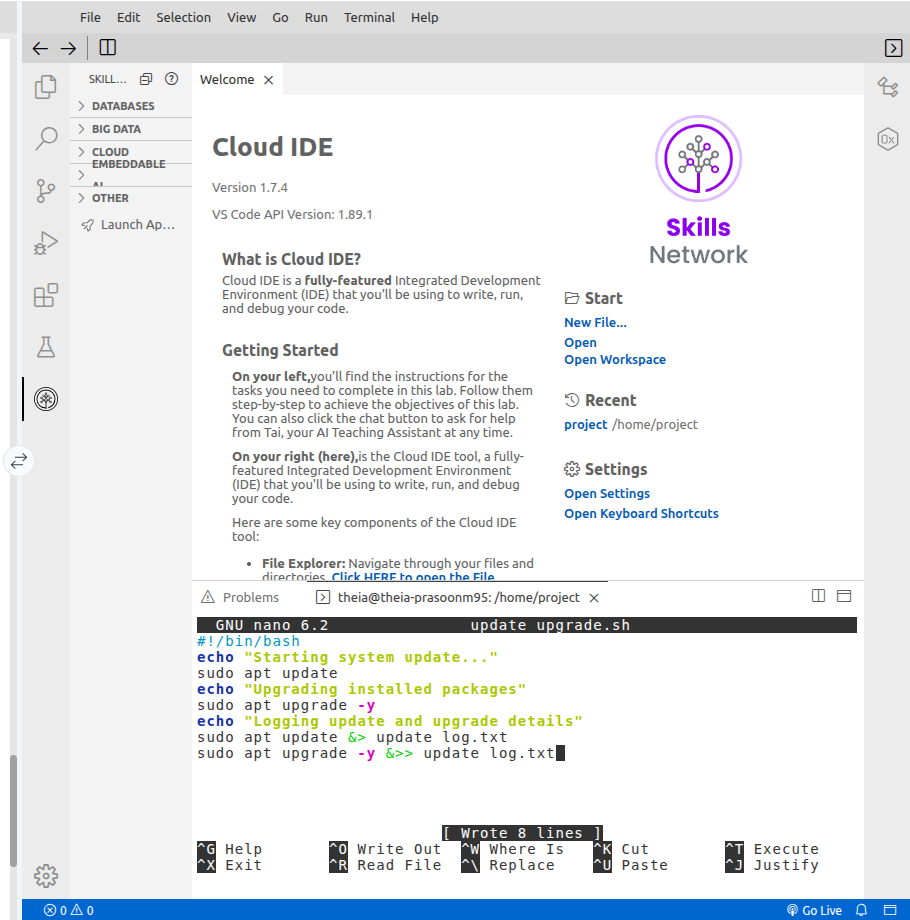 File Edit Selection View Go Run Terminal Help
SKILL...
Welcome
DATABASES
BIG DATA
CLOUD
EMBEDDABLE
AI
OTHER
Launch Ap...
0x
Cloud IDE
Version 1.7.4
VS Code API Version: 1.89.1
What is Cloud IDE?
Cloud IDE is a fully-featured Integrated Development
Environment (IDE) that you'll be using to write, run,
and debug your code.
Getting Started
On your left,you'll find the instructions for the
tasks you need to complete in this lab. Follow them
step-by-step to achieve the objectives of this lab.
You can also click the chat button to ask for help
from Tai, your AI Teaching Assistant at any time.
On your right (here),is the Cloud IDE tool, a fully-
featured Integrated Development Environment
(IDE) that you'll be using to write, run, and debug
your code.
Here are some key components of the Cloud IDE
tool:
• File Explorer: Navigate through your files and
directories. Click HERE to open the File
Skills
Network
Start
New File...
Open
Open Workspace
Recent
project /home/project
Settings
Open Settings
Open Keyboard Shortcuts
Problems
theia@theia-prasoonm95: /home/project
GNU nano 6.2 update upgrade.sh
#!/bin/bash
echo "Starting system update..."
sudo apt update
echo "Upgrading installed packages"
sudo apt upgrade -y
echo "Logging update and upgrade details"
sudo apt update &> update log.txt
sudo apt upgrade -y &>> update log.txt
[ Wrote 8 lines ]
^G Help ^O Write Out ^W Where Is ^K Cut ^T Execute
^X Exit ^R Read File ^\ Replace ^U Paste ^J Justify
0 0
Go Live